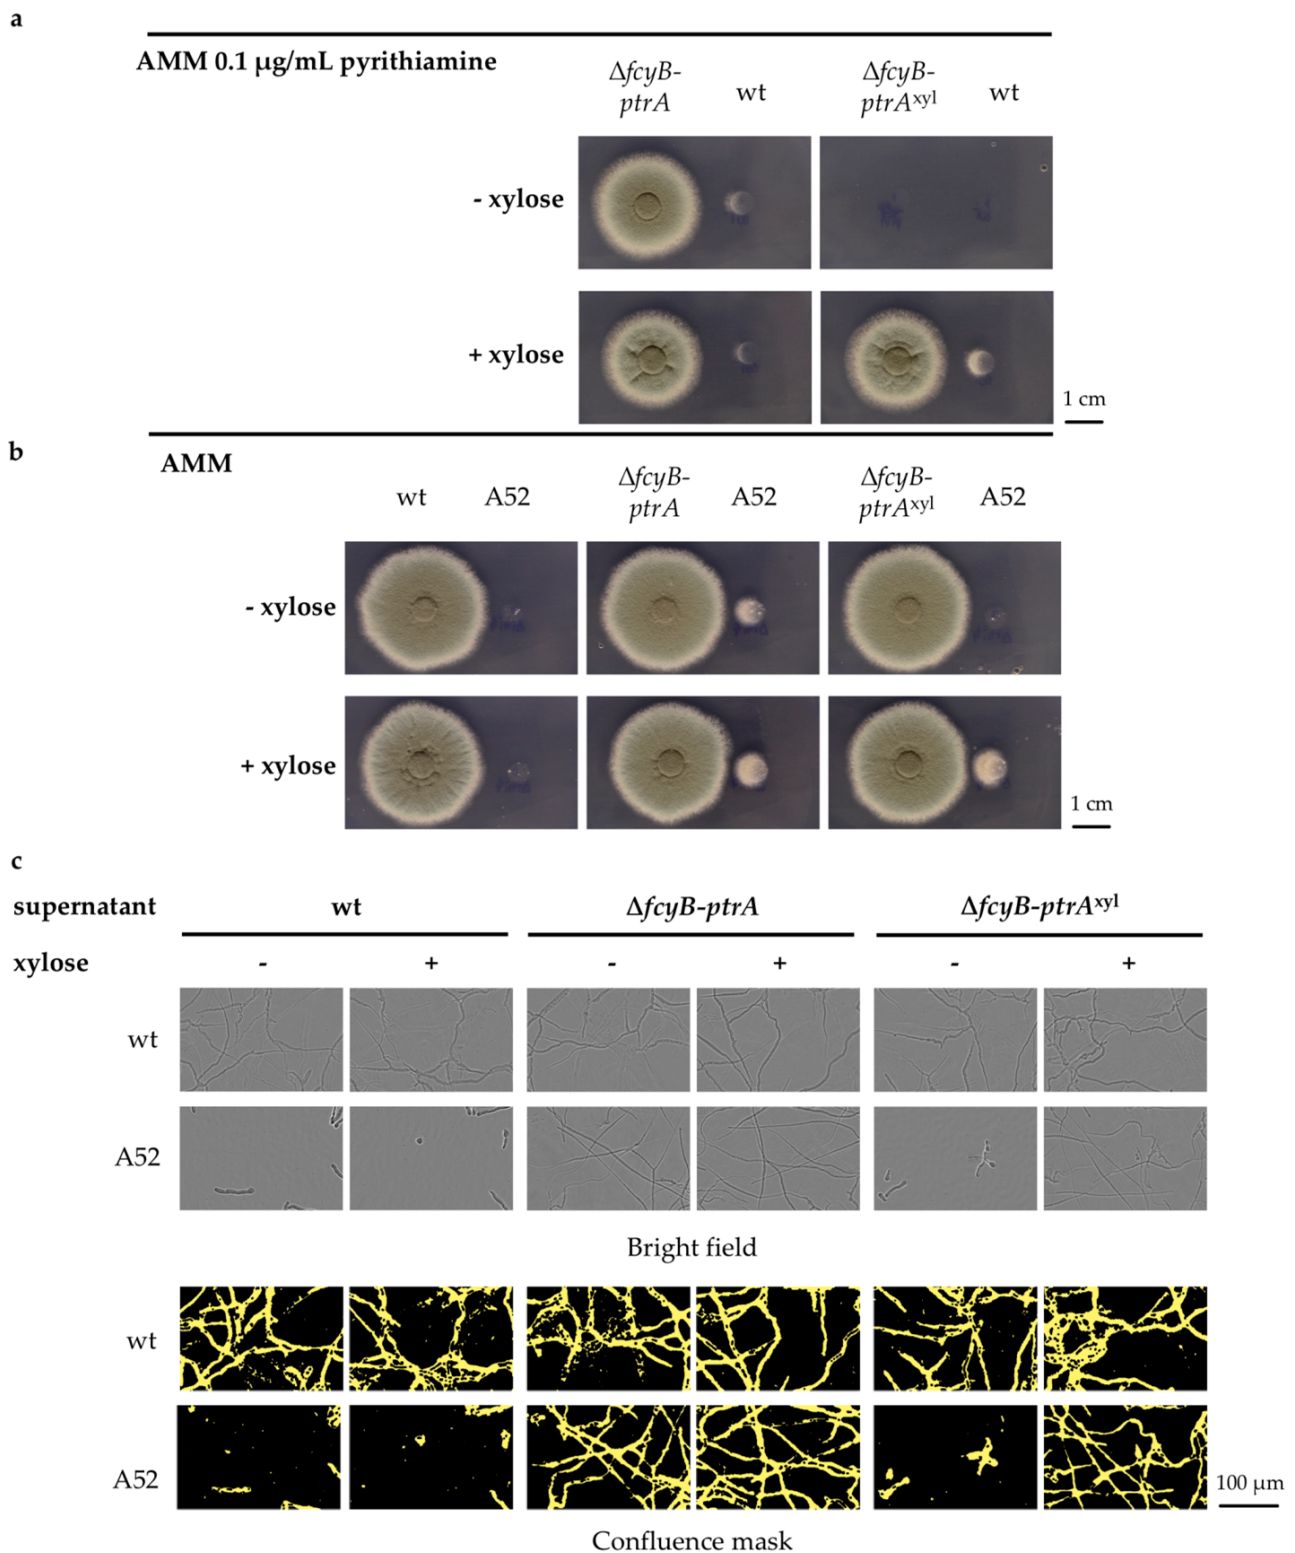 a
AMM 0.1 µg/mL pyrithiamine
ΔfcyB-
ptrA
wt
ΔfcyB-
ptrAxyl
wt
- xylose
+ xylose
1 cm
b
AMM
wt
A52
ΔfcyB-
ptrA
A52
ΔfcyB-
ptrAxyl
A52
- xylose
+ xylose
1 cm
c
supernatant
wt
ΔfcyB-ptrA
ΔfcyB-ptrAxyl
xylose
-
+
-
+
-
+
wt
A52
Bright field
wt
A52
100 µm
Confluence mask